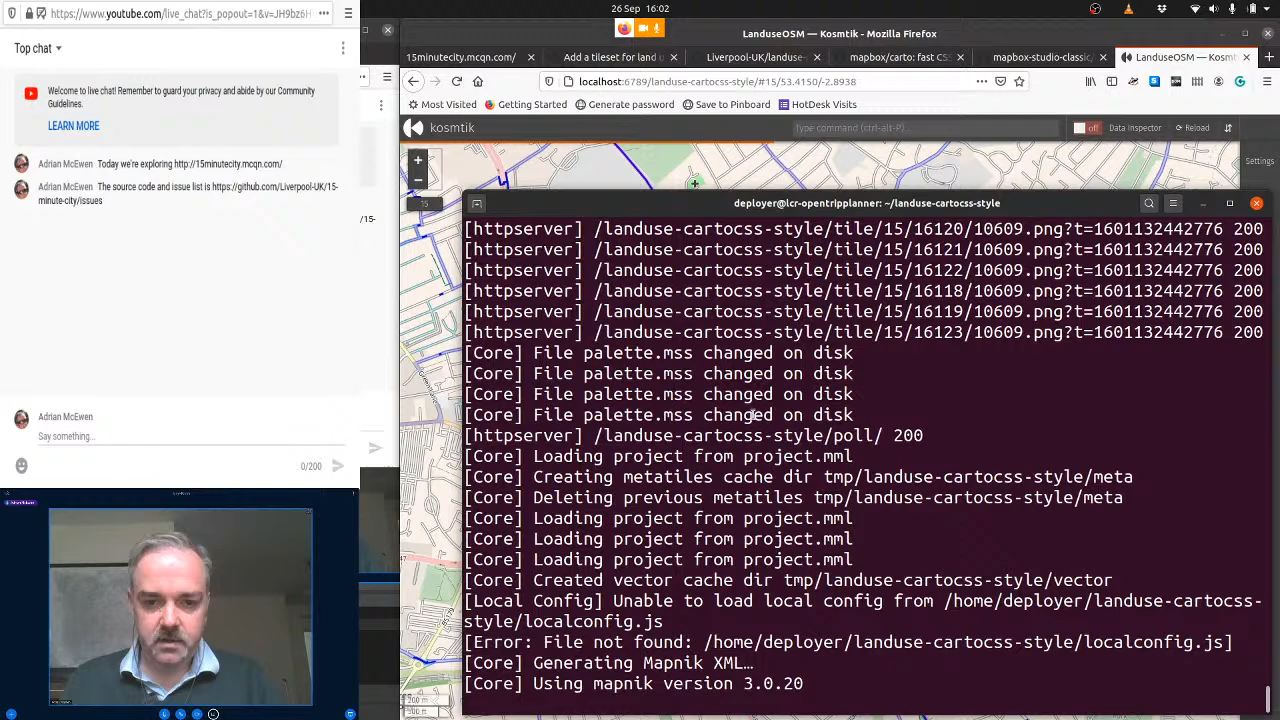 26 Sep 16:02
https://www.youtube.com/live_chat?is_popout=1&v=JH9bz6H
Top chat
Welcome to live chat! Remember to guard your privacy and abide by our Community
Guidelines.
LEARN MORE
Adrian McEwen Today we're exploring http://15minutecity.mcqn.com/
Adrian McEwen The source code and issue list is https://github.com/Liverpool-UK/15-
minute-city/issues
Adrian McEwen
Say something...
0/200
/15-
LanduseOSM — Kosmtik — Mozilla Firefox
15minutecity.mcqn.com/
Add a tileset for land u
Liverpool-UK/landuse-
mapbox/carto: fast CS
mapbox-studio-classic/
LanduseOSM — Kosmtik
localhost:6789/landuse-cartocss-style/#15/53.4150/-2.8938
Most Visited
Getting Started
Generate password
Save to Pinboard
HotDesk Visits
kosmtik
Type command (ctrl-alt-P)
off
Data Inspector
Reload
Settings
+
-
15
deployer@lcr-opentripplanner: ~/landuse-cartocss-style
[httpserver] /landuse-cartocss-style/tile/15/16120/10609.png?t=1601132442776 200
[httpserver] /landuse-cartocss-style/tile/15/16121/10609.png?t=1601132442776 200
[httpserver] /landuse-cartocss-style/tile/15/16122/10609.png?t=1601132442776 200
[httpserver] /landuse-cartocss-style/tile/15/16118/10609.png?t=1601132442776 200
[httpserver] /landuse-cartocss-style/tile/15/16119/10609.png?t=1601132442776 200
[httpserver] /landuse-cartocss-style/tile/15/16123/10609.png?t=1601132442776 200
[Core] File palette.mss changed on disk
[Core] File palette.mss changed on disk
[Core] File palette.mss changed on disk
[Core] File palette.mss changed on disk
[httpserver] /landuse-cartocss-style/poll/ 200
[Core] Loading project from project.mml
[Core] Creating metatiles cache dir tmp/landuse-cartocss-style/meta
[Core] Deleting previous metatiles tmp/landuse-cartocss-style/meta
[Core] Loading project from project.mml
[Core] Loading project from project.mml
[Core] Loading project from project.mml
[Core] Created vector cache dir tmp/landuse-cartocss-style/vector
[Local Config] Unable to load local config from /home/deployer/landuse-cartocss-
style/localconfig.js
[Error: File not found: /home/deployer/landuse-cartocss-style/localconfig.js]
[Core] Generating Mapnik XML…
[Core] Using mapnik version 3.0.20
200 m
500 ft